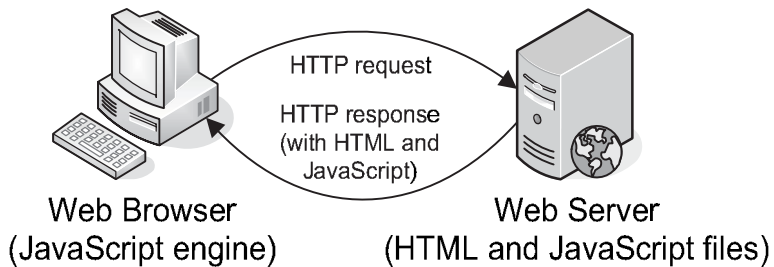 HTTP request
HTTP response
(with HTML and
JavaScript)
Web Browser
(JavaScript engine)
Web Server
(HTML and JavaScript files)